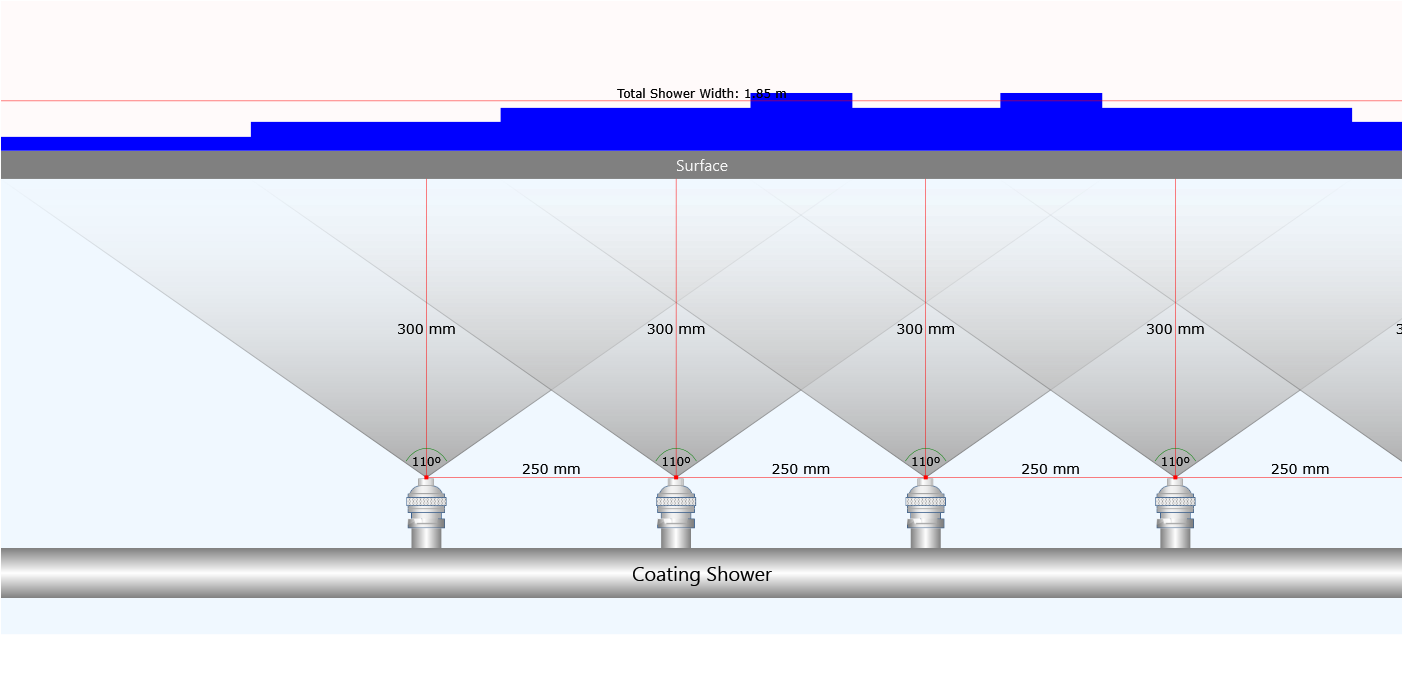 Total Shower Width: 1.85 m
Surface
300 mm 300 mm 300 mm 300 mm 3
110º 110º 110º 110º
250 mm 250 mm 250 mm 250 mm
Coating Shower